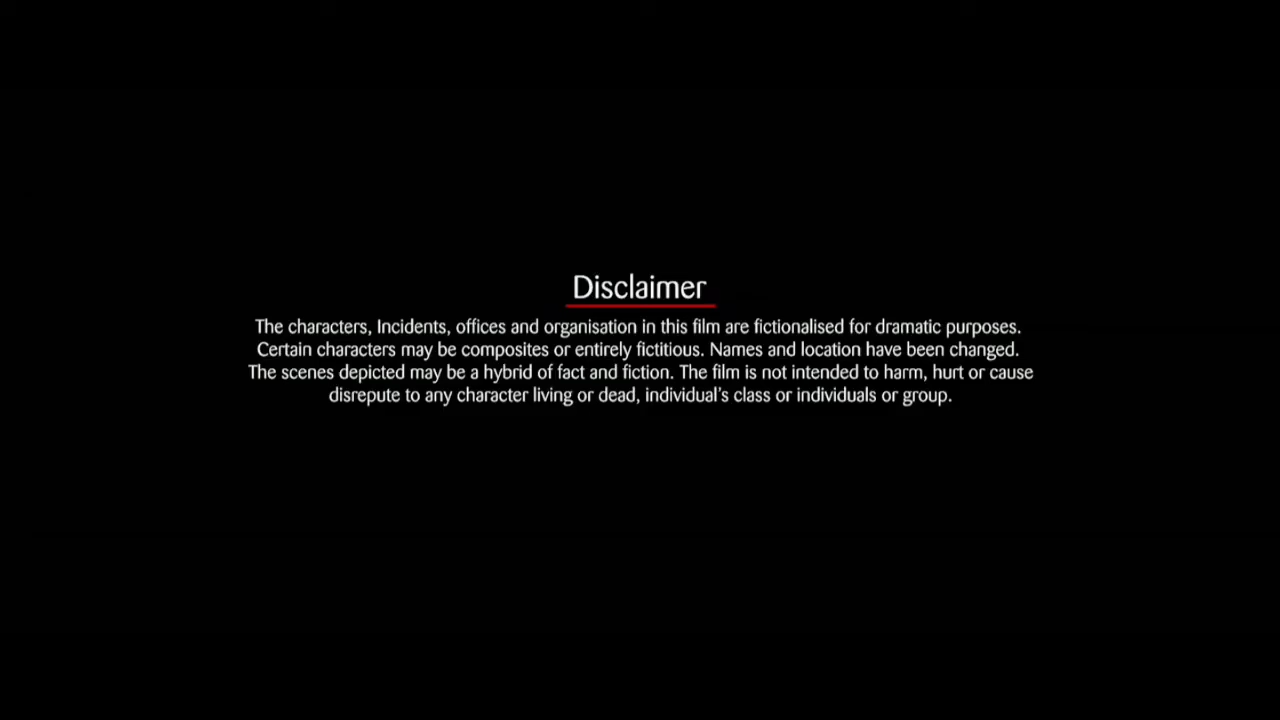 Disclaimer
The characters, Incidents, offices and organisation in this film are fictionalised for dramatic purposes.
Certain characters may be composites or entirely fictitious. Names and location have been changed.
The scenes depicted may be a hybrid of fact and fiction. The film is not intended to harm, hurt or cause
disrepute to any character living or dead, individual's class or individuals or group.